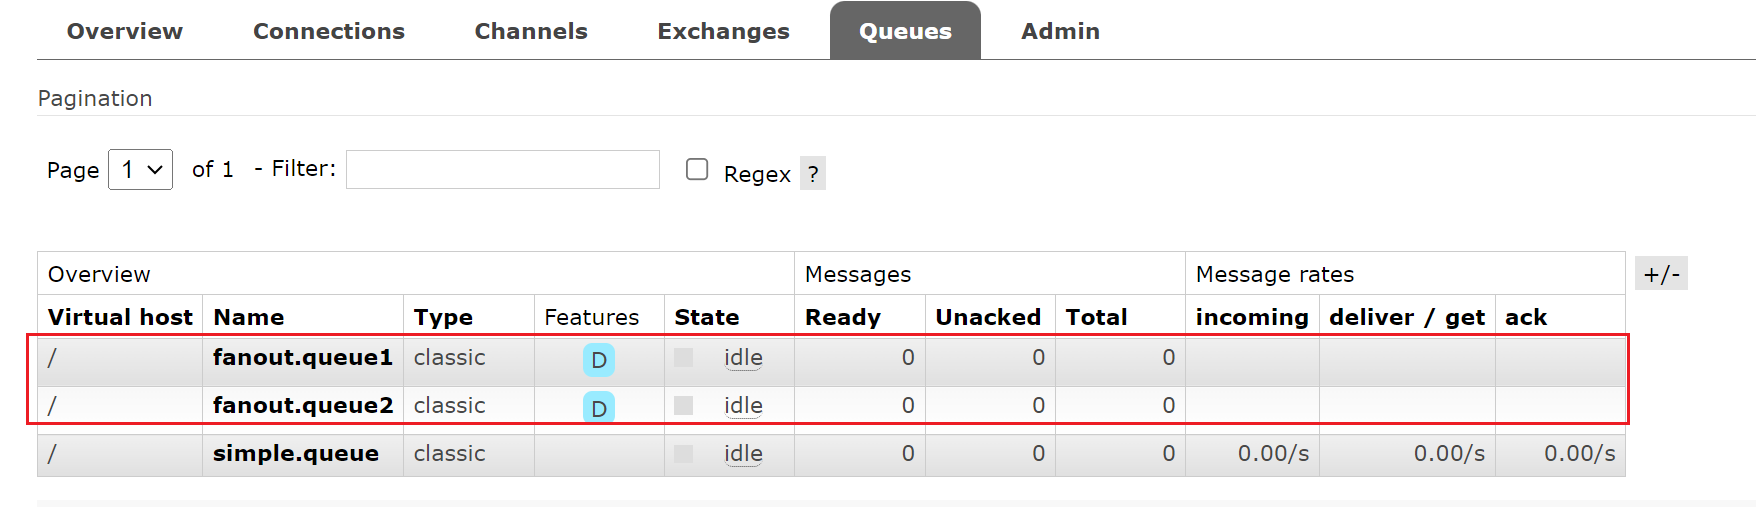 Overview Connections Channels Exchanges Queues Admin
Pagination
Page 1 of 1 - Filter: Regex ?
Overview Messages Message rates +/-
Virtual host Name Type Features State Ready Unacked Total incoming deliver / get ack
/ fanout.queue1 classic D idle 0 0 0
/ fanout.queue2 classic D idle 0 0 0
/ simple.queue classic idle 0 0 0 0.00/s 0.00/s 0.00/s